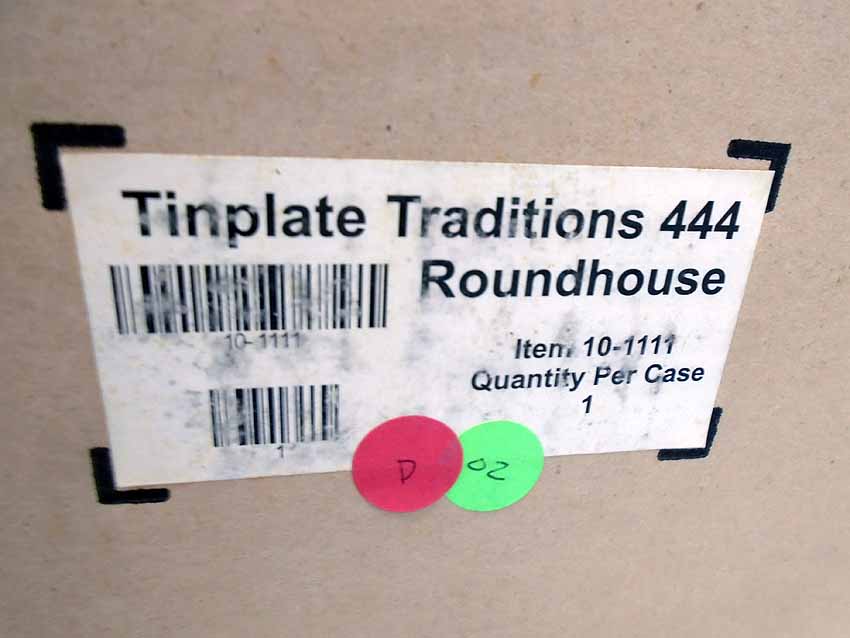 Tinplate Traditions 444
Roundhouse
10-1111
Item 10-1111
Quantity Per Case
1
1
D
02